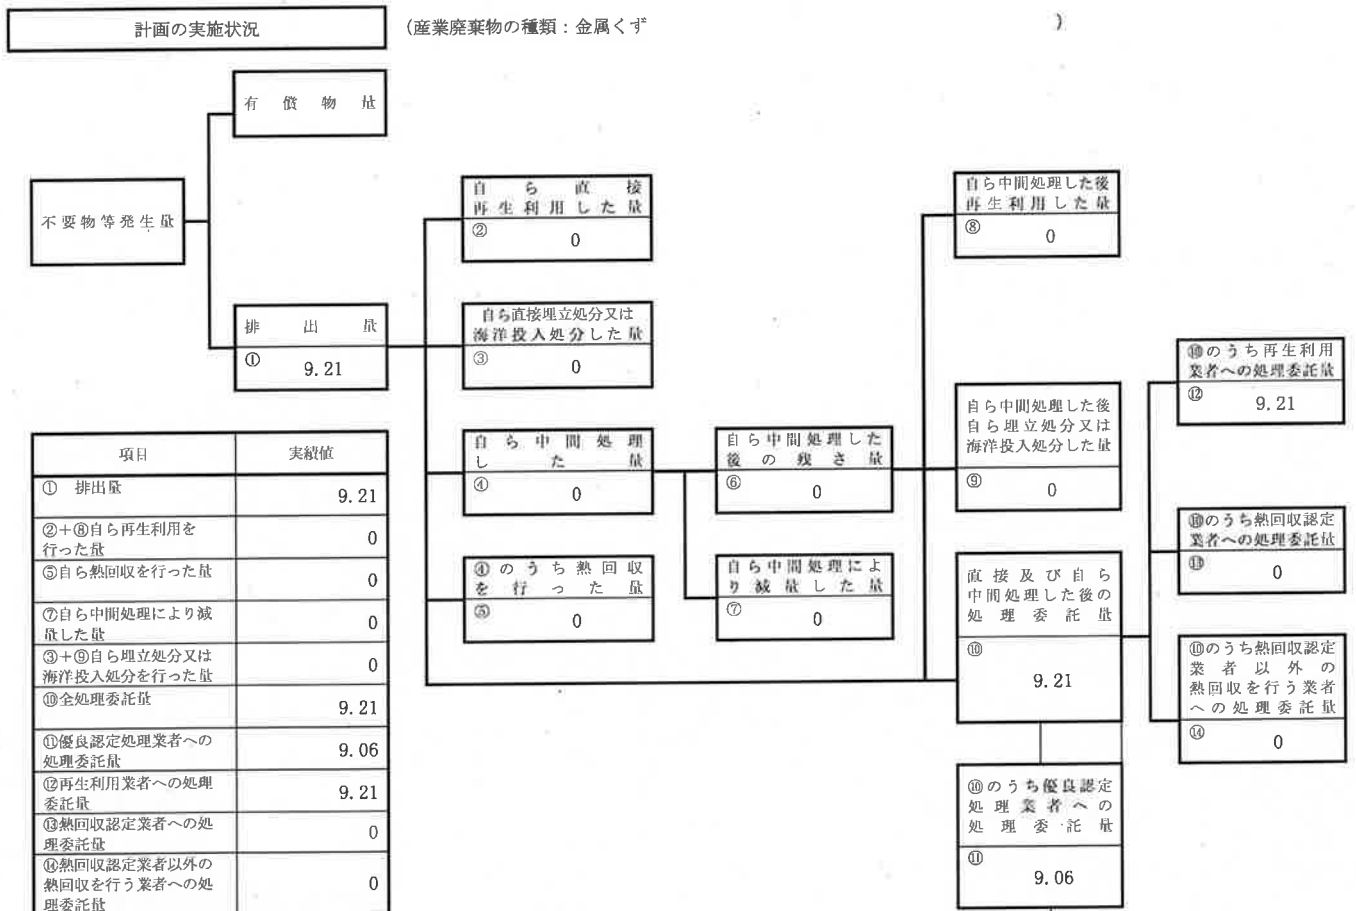 計画の実施状況
(産業廃棄物の種類：金属くず
)
有償物量
不要物等発生量
排出量
①
9.21
自ら直接
再生利用した量
②
0
自ら直接埋立処分又は
海洋投入処分した量
③
0
自ら中間処理
した量
④
0
④のうち熱回収
を行った量
⑤
0
自ら中間処理した
後の残さ量
⑥
0
自ら中間処理によ
り減量した量
⑦
0
自ら中間処理した後
再生利用した量
⑧
0
自ら中間処理した後
自ら埋立処分又は
海洋投入処分した量
⑨
0
直接及び自ら
中間処理した後の
処理委託量
⑩
9.21
⑩のうち優良認定
処理業者への
処理委託量
⑪
9.06
⑩のうち再生利用
業者への処理委託量
⑫
9.21
⑩のうち熱回収認定
業者への処理委託量
⑬
0
⑩のうち熱回収認定
業者以外の
熱回収を行う業者
への処理委託量
⑭
0
項目
実績値
① 排出量
9.21
②＋⑧自ら再生利用を
行った量
0
⑤自ら熱回収を行った量
0
⑦自ら中間処理により減
量した量
0
③＋⑨自ら埋立処分又は
海洋投入処分を行った量
0
⑩全処理委託量
9.21
⑪優良認定処理業者への
処理委託量
9.06
⑫再生利用業者への処理
委託量
9.21
⑬熱回収認定業者への処
理委託量
0
⑭熱回収認定業者以外の
熱回収を行う業者への処
理委託量
0